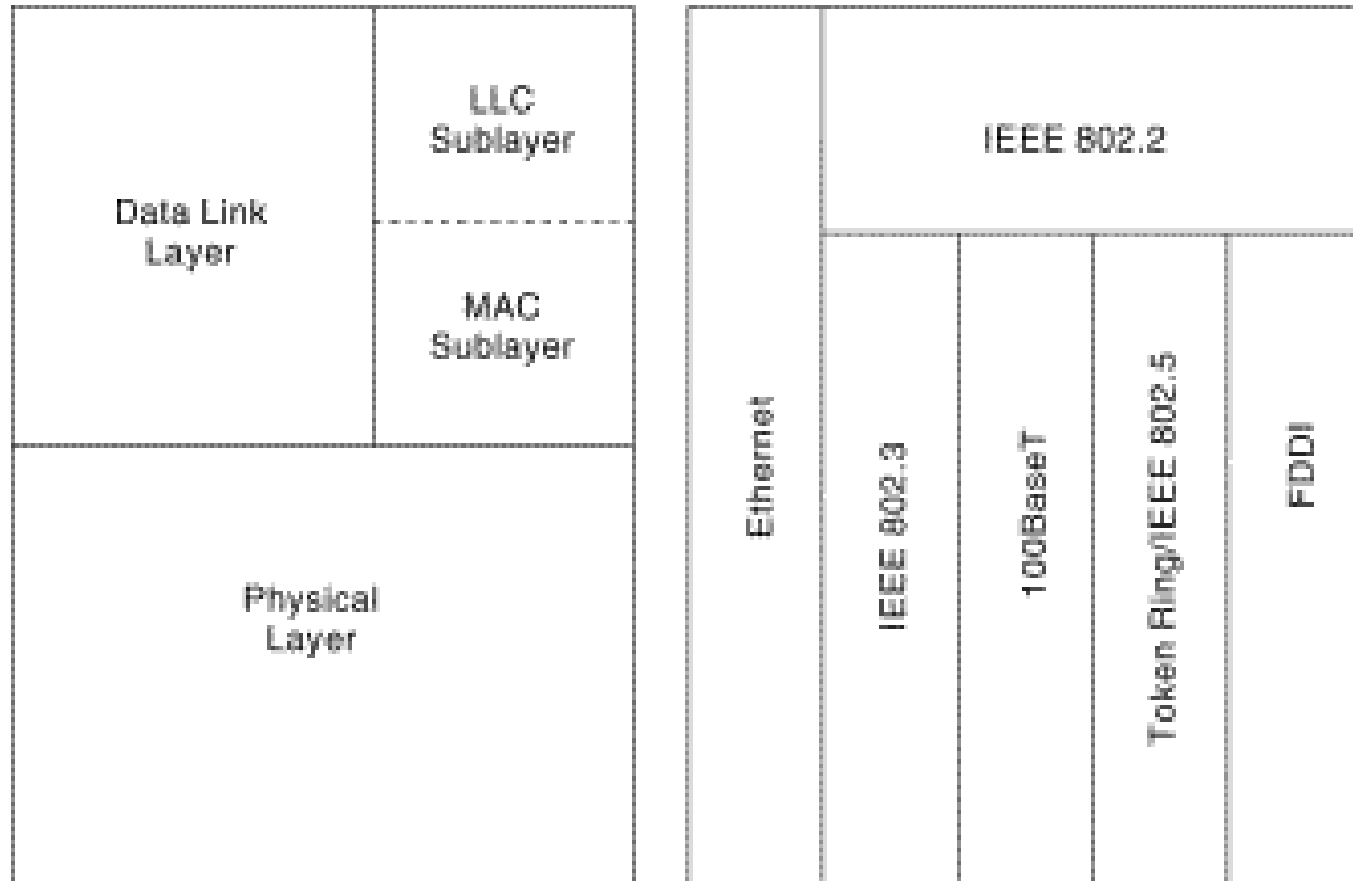 LLC
Sublayer
Data Link
Layer
MAC
Sublayer
Physical
Layer
IEEE 802.2
Ethernet
IEEE 802.3
100BaseT
Token Ring/IEEE 802.5
FDDI